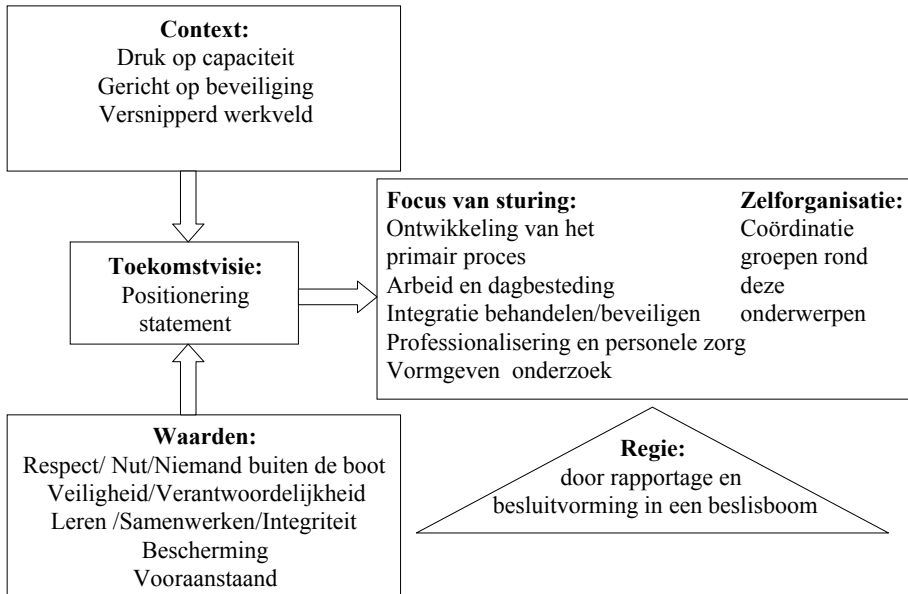 Context:
Druk op capaciteit
Gericht op beveiliging
Versnipperd werkveld
Toekomstvisie:
Positionering
statement
Waarden:
Respect/ Nut/Niemand buiten de boot
Veiligheid/Verantwoordelijkheid
Leren /Samenwerken/Integriteit
Bescherming
Vooraanstaand
Focus van sturing:
Ontwikkeling van het
primair proces
Arbeid en dagbesteding
Integratie behandelen/beveiligen
Professionalisering en personele zorg
Vormgeven  onderzoek
Zelforganisatie:
Coördinatie
groepen rond
deze
onderwerpen
Regie:
door rapportage en
besluitvorming in een beslisboom